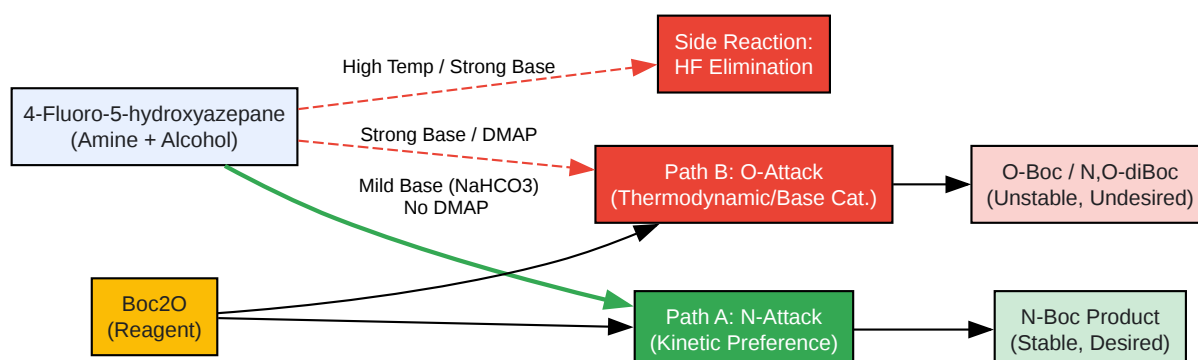 Side Reaction:
HF Elimination
High Temp / Strong Base
4-Fluoro-5-hydroxyazepane
(Amine + Alcohol)
Strong Base / DMAP
Path B: O-Attack
(Thermodynamic/Base Cat.)
O-Boc / N,O-diBoc
(Unstable, Undesired)
Mild Base (NaHCO3)
No DMAP
Boc2O
(Reagent)
Path A: N-Attack
(Kinetic Preference)
N-Boc Product
(Stable, Desired)